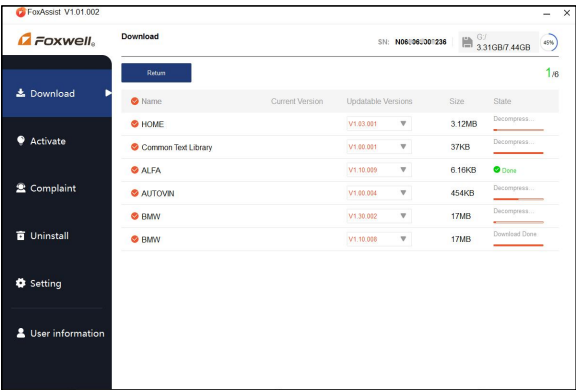 FoxAssist V1.01.002
Foxwell®
Download
SN:
G:/
3.31GB/7.44GB
45%
Return
1/6
Download
Activate
Complaint
Uninstall
Setting
User information
Name Current Version Updatable Versions Size State
HOME V1.03.001 3.12MB Decompress...
Common Text Library V1.00.001 37KB Decompress...
ALFA V1.10.009 6.16KB Done
AUTOVIN V1.00.004 454KB Decompress...
BMW V1.30.002 17MB Decompress...
BMW V1.10.008 17MB Download Done